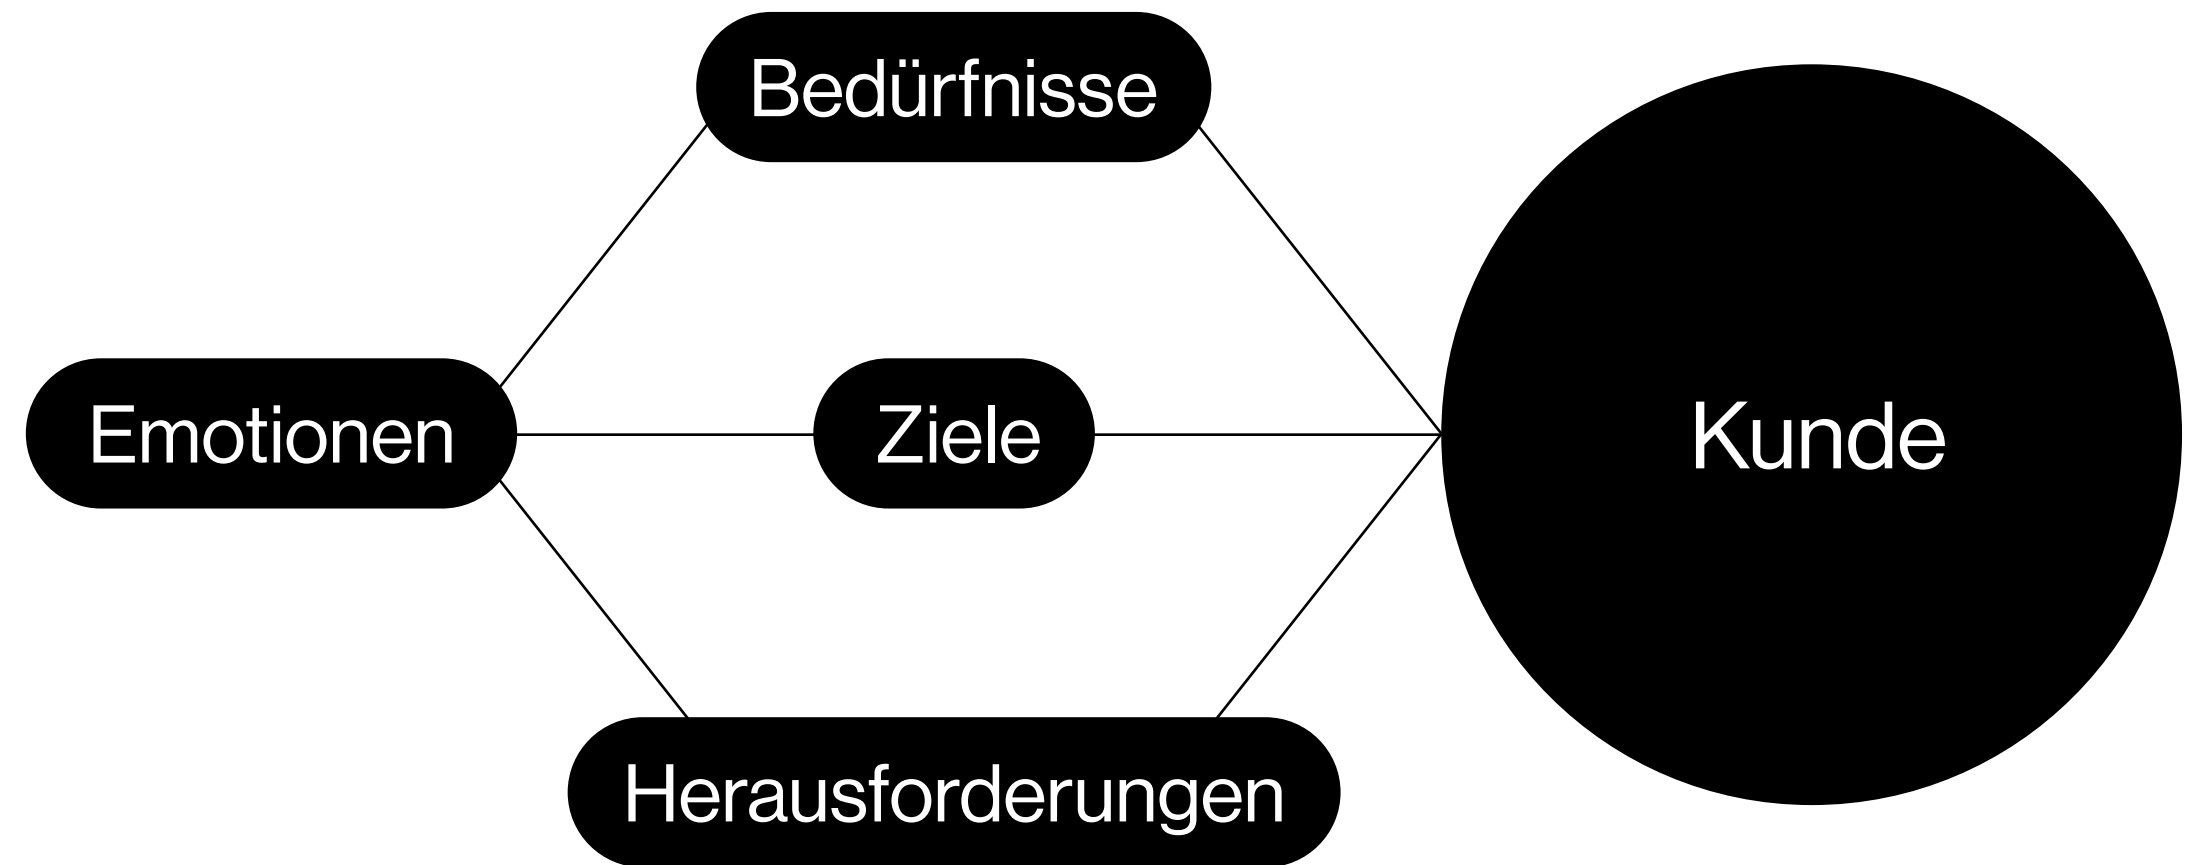 Bedürfnisse
Emotionen
Ziele
Kunde
Herausforderungen